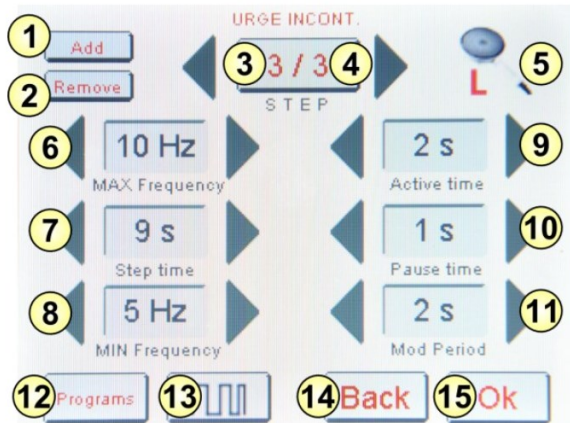 URGE INCONT.
1 Add
3 3 / 3 4
5
2 Remove
STEP
L
6 10 Hz
2 s 9
MAX Frequency
Active time
7 9 s
1 s 10
Step time
Pause time
8 5 Hz
2 s 11
MIN Frequency
Mod Period
12 Programs
13
14 Back
15 Ok